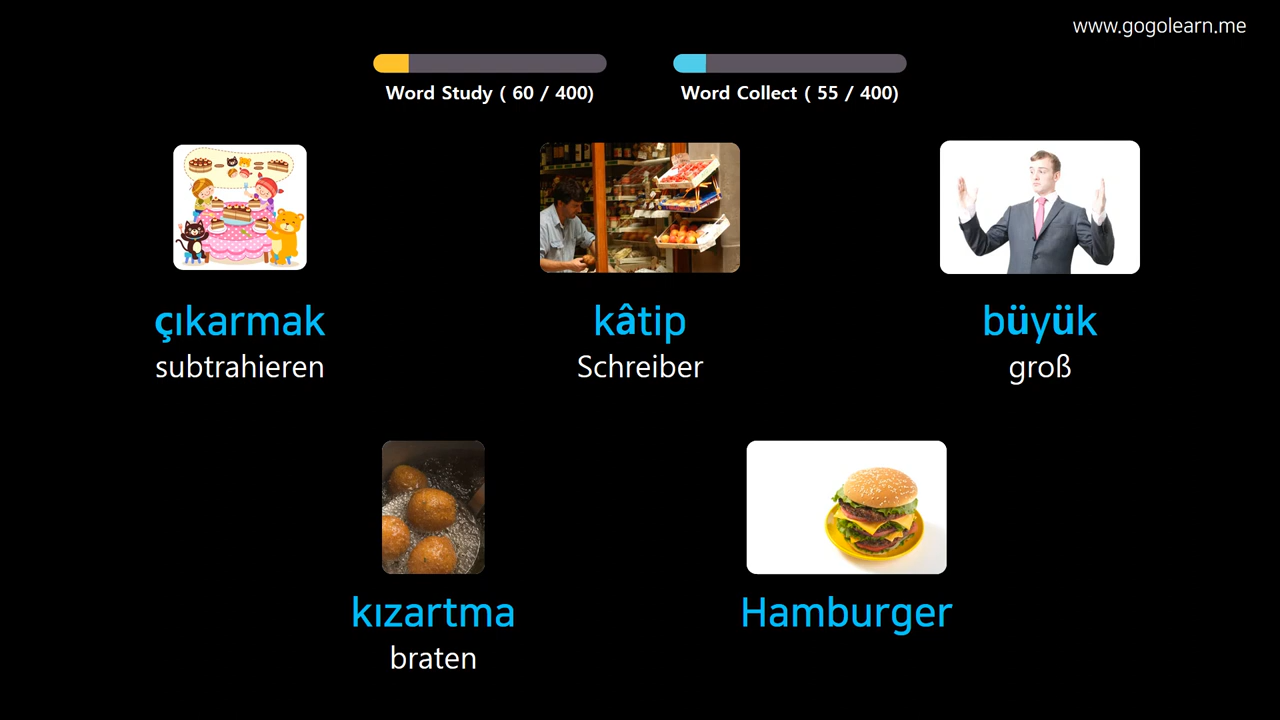 www.gogolearn.me
Word Study ( 60 / 400)
Word Collect ( 55 / 400)
çıkarmak
subtrahieren
kâtip
Schreiber
büyük
groß
kızartma
braten
Hamburger